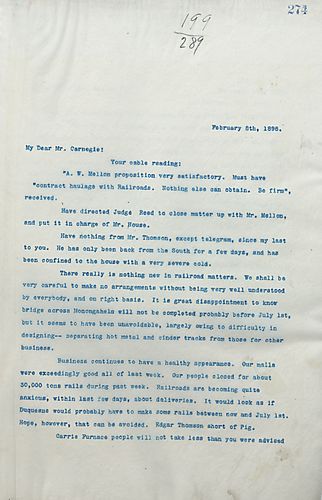 274
199
289
February 8th, 1896.
My Dear Mr. Carnegie:
Your cable reading:
"A. W. Mellon proposition very satisfactory. Must have
"contract haulage with Railroads. Nothing else can obtain. Be firm",
received.
Have directed Judge Reed to close matter up with Mr. Mellon,
and put it in charge of Mr. House.
Have nothing from Mr. Thomson, except telegram, since my last
to you. He has only been back from the South for a few days, and has
been confined to the house with a very severe cold.
There really is nothing new in railroad matters. We shall be
very careful to make no arrangements without being very well understood
by everybody, and on right basis. It is great disappointment to know
bridge across Monongahela will not be completed probably before July 1st,
but it seems to have been unavoidable, largely owing to difficulty in
designing-- separating hot metal and cinder tracks from those for other
business.
Business continues to have a healthy appearance. Our mails
were exceedingly good all of last week. Our people closed for about
30,000 tons rails during past week. Railroads are becoming quite
anxious, within last few days, about deliveries. It would look as if
Duquesne would probably have to make some rails between now and July 1st.
Hope, however, that can be avoided. Edgar Thomson short of Pig.
Carrie Furnace people will not take less than you were advised